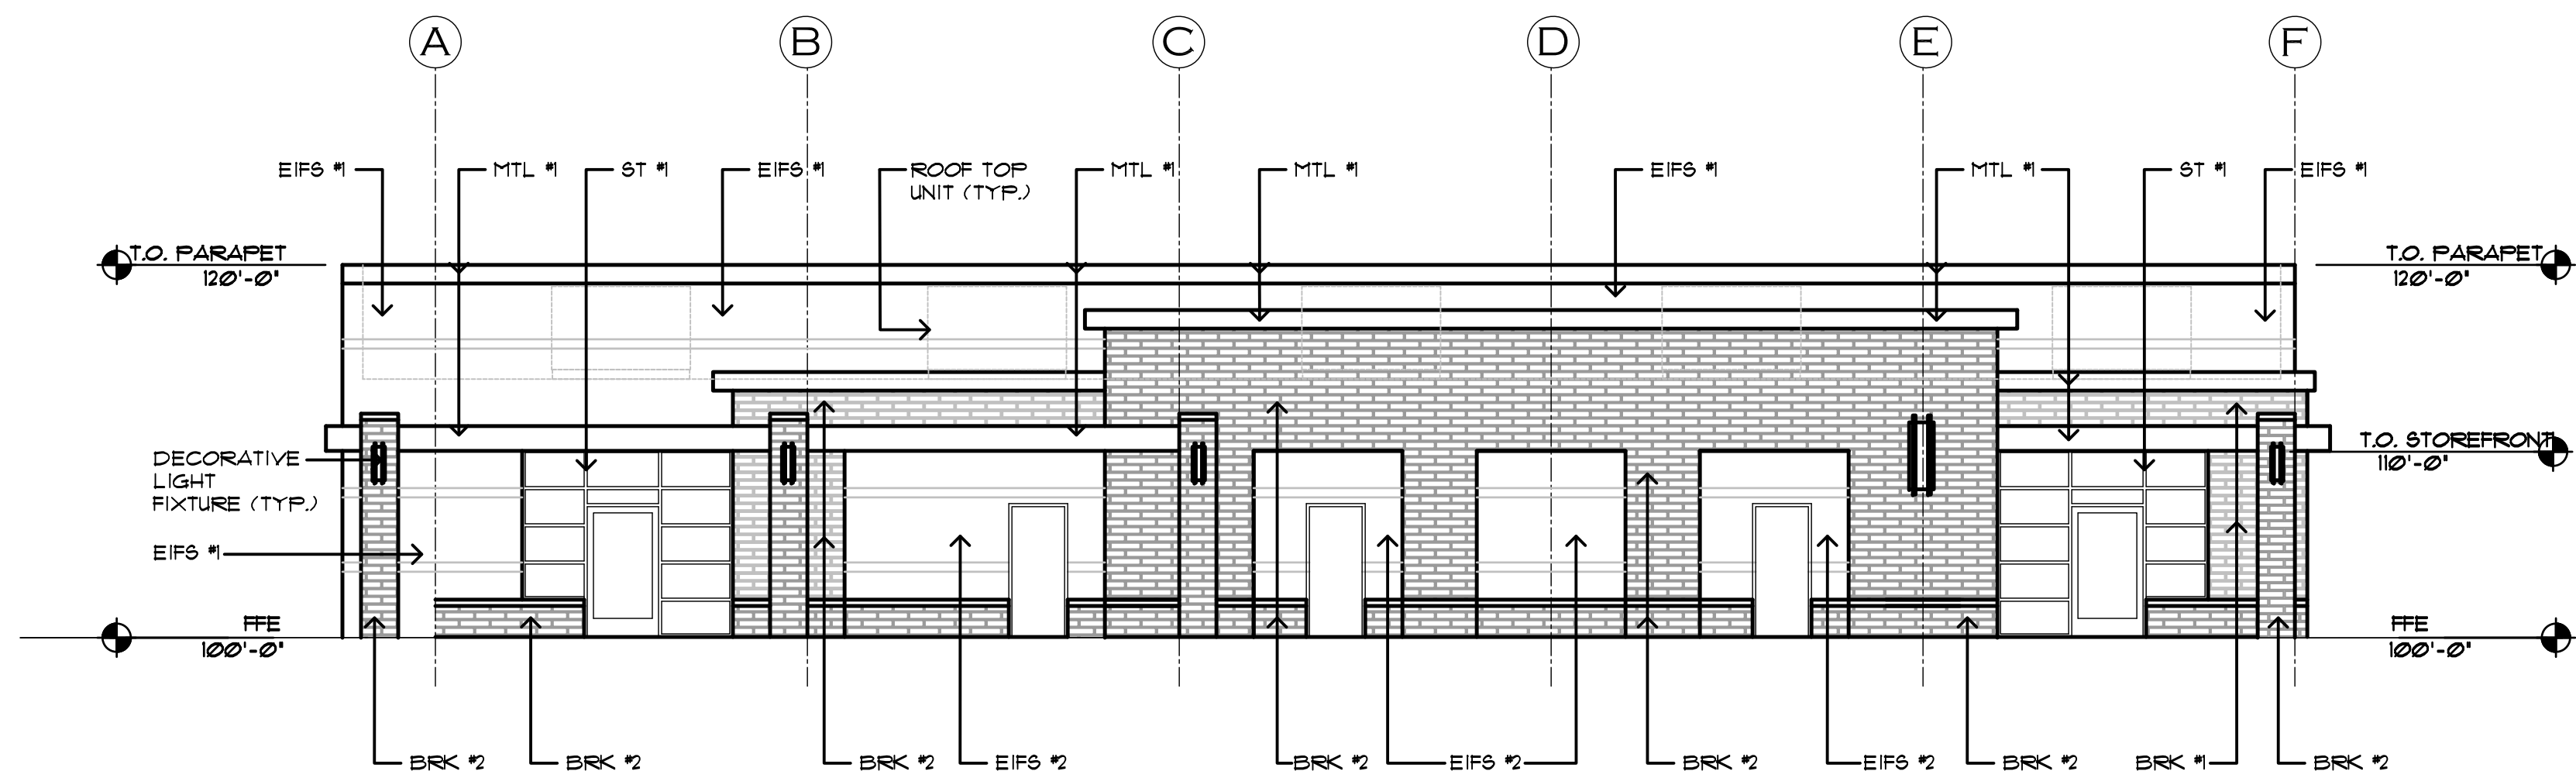 A B C D E F
EIFS #1 MTL #1 ST #1 EIFS #1 ROOF TOP MTL #1 MTL #1 EIFS #1 MTL #1 ST #1 EIFS #1
UNIT (TYP.)
T.O. PARAPET T.O. PARAPET
120'-0" 120'-0"
T.O. STOREFRONT
110'-0"
DECORATIVE
LIGHT
FIXTURE (TYP.)
EIFS #1
FFE FFE
100'-0" 100'-0"
BRK #2 BRK #2 BRK #2 EIFS #2 BRK #2 EIFS #2 BRK #2 EIFS #2 BRK #2 BRK #1 BRK #2